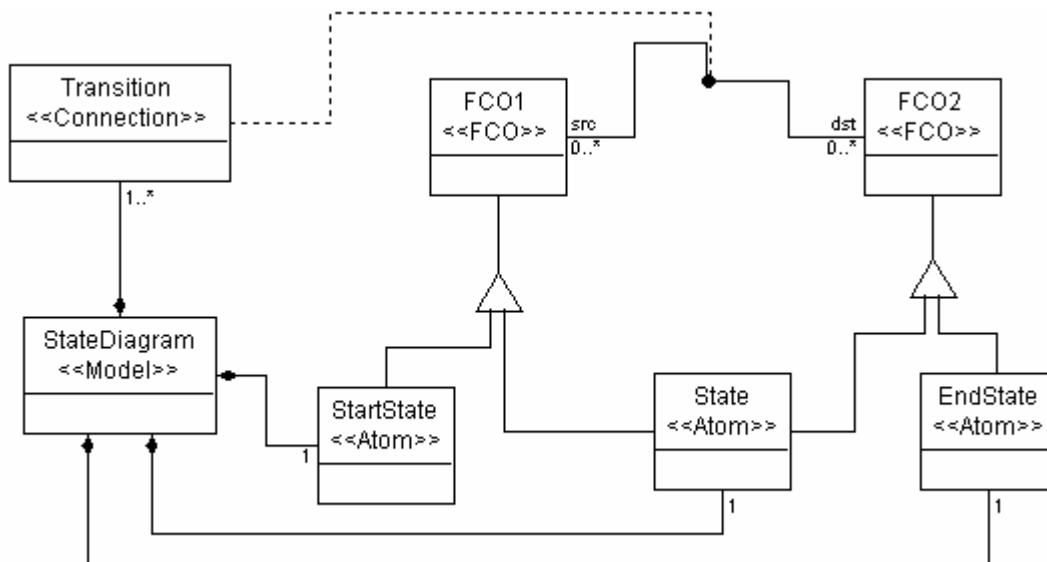 Transition
<<Connection>>
1..*
FCO1
<<FCO>>
src
0..*
dst
0..*
FCO2
<<FCO>>
StateDiagram
<<Model>>
StartState
<<Atom>>
1
State
<<Atom>>
1
EndState
<<Atom>>
1